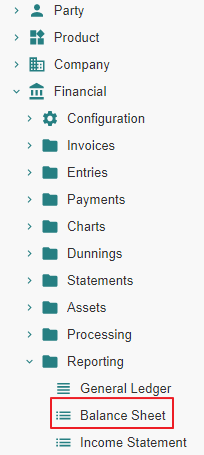 Party
Product
Company
Financial
Configuration
Invoices
Entries
Payments
Charts
Dunnings
Statements
Assets
Processing
Reporting
General Ledger
Balance Sheet
Income Statement